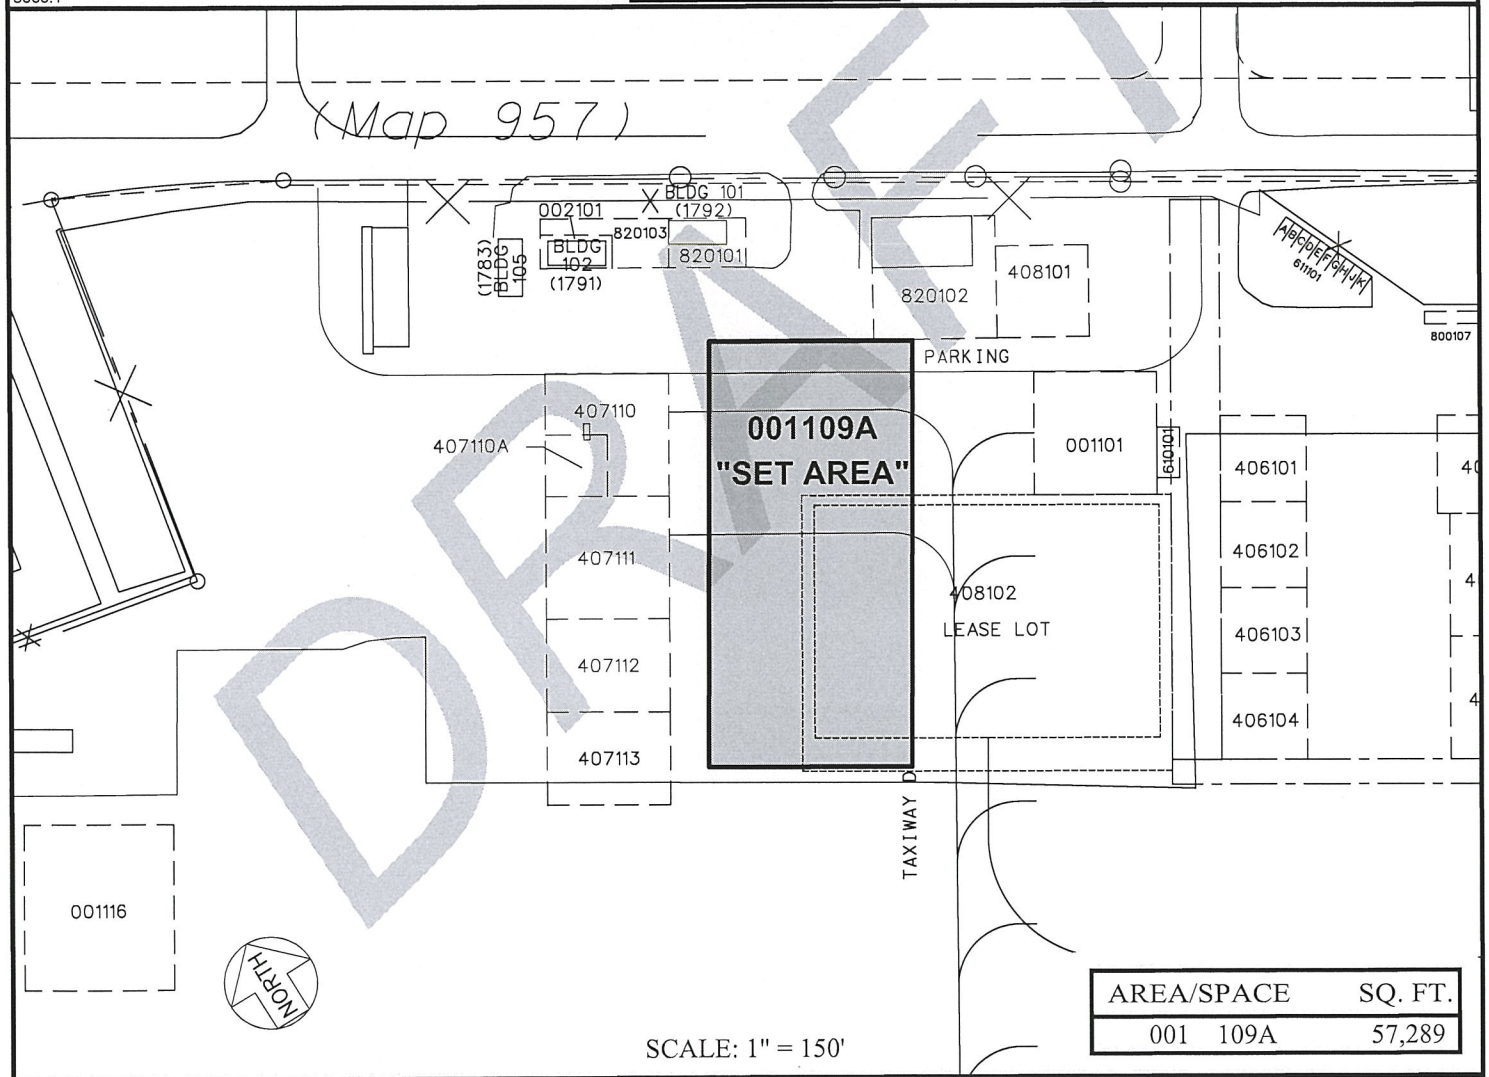 (Map 957)
BLDG 101
(1792)
002101
820103
820101
BLDG
102
(1791)
(1783)
BLDG
105
820102
408101
A B C D E F G H J K
611101
800107
PARKING
407110
407110A
001109A
"SET AREA"
001101
610101
406101
407111
406102
408102
LEASE LOT
406103
407112
406104
407113
TAXIWAY D
001116
NORTH
DRAFT
SCALE: 1" = 150'
AREA/SPACE SQ. FT.
001 109A 57,289